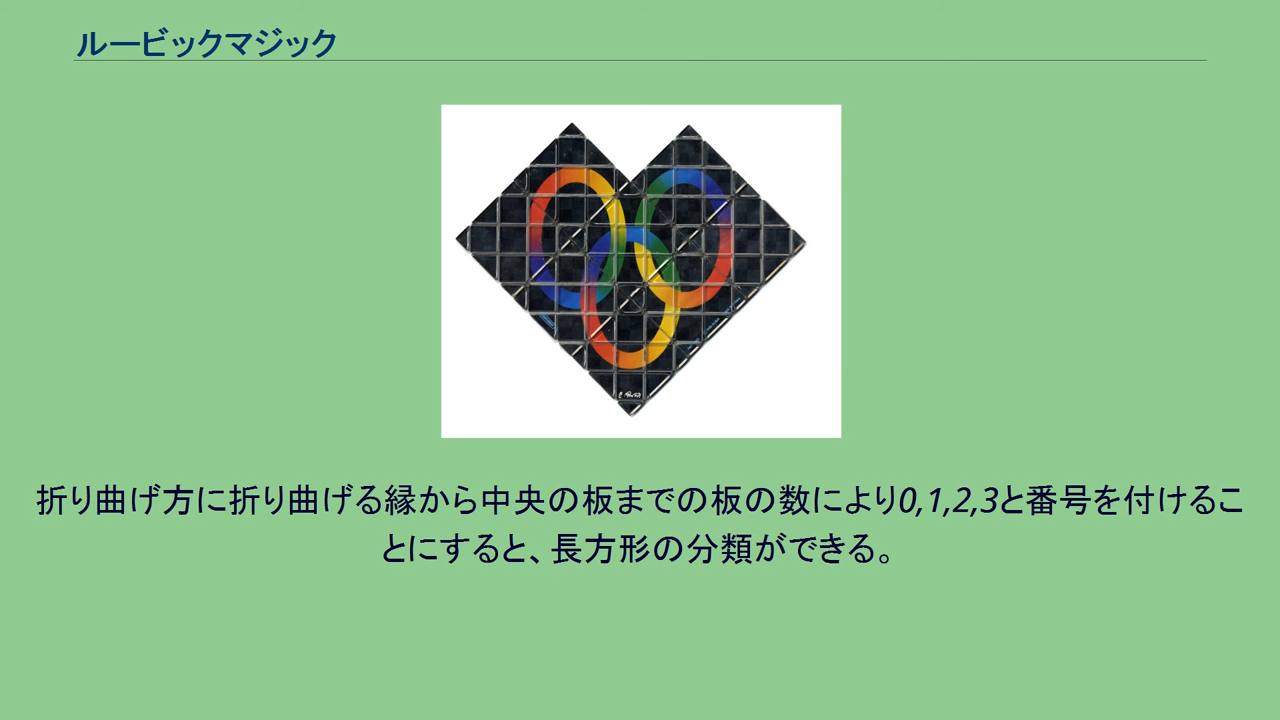 ルービックマジック
折り曲げ方に折り曲げる縁から中央の板までの板の数により0,1,2,3と番号を付けるこ
とにすると、長方形の分類ができる。